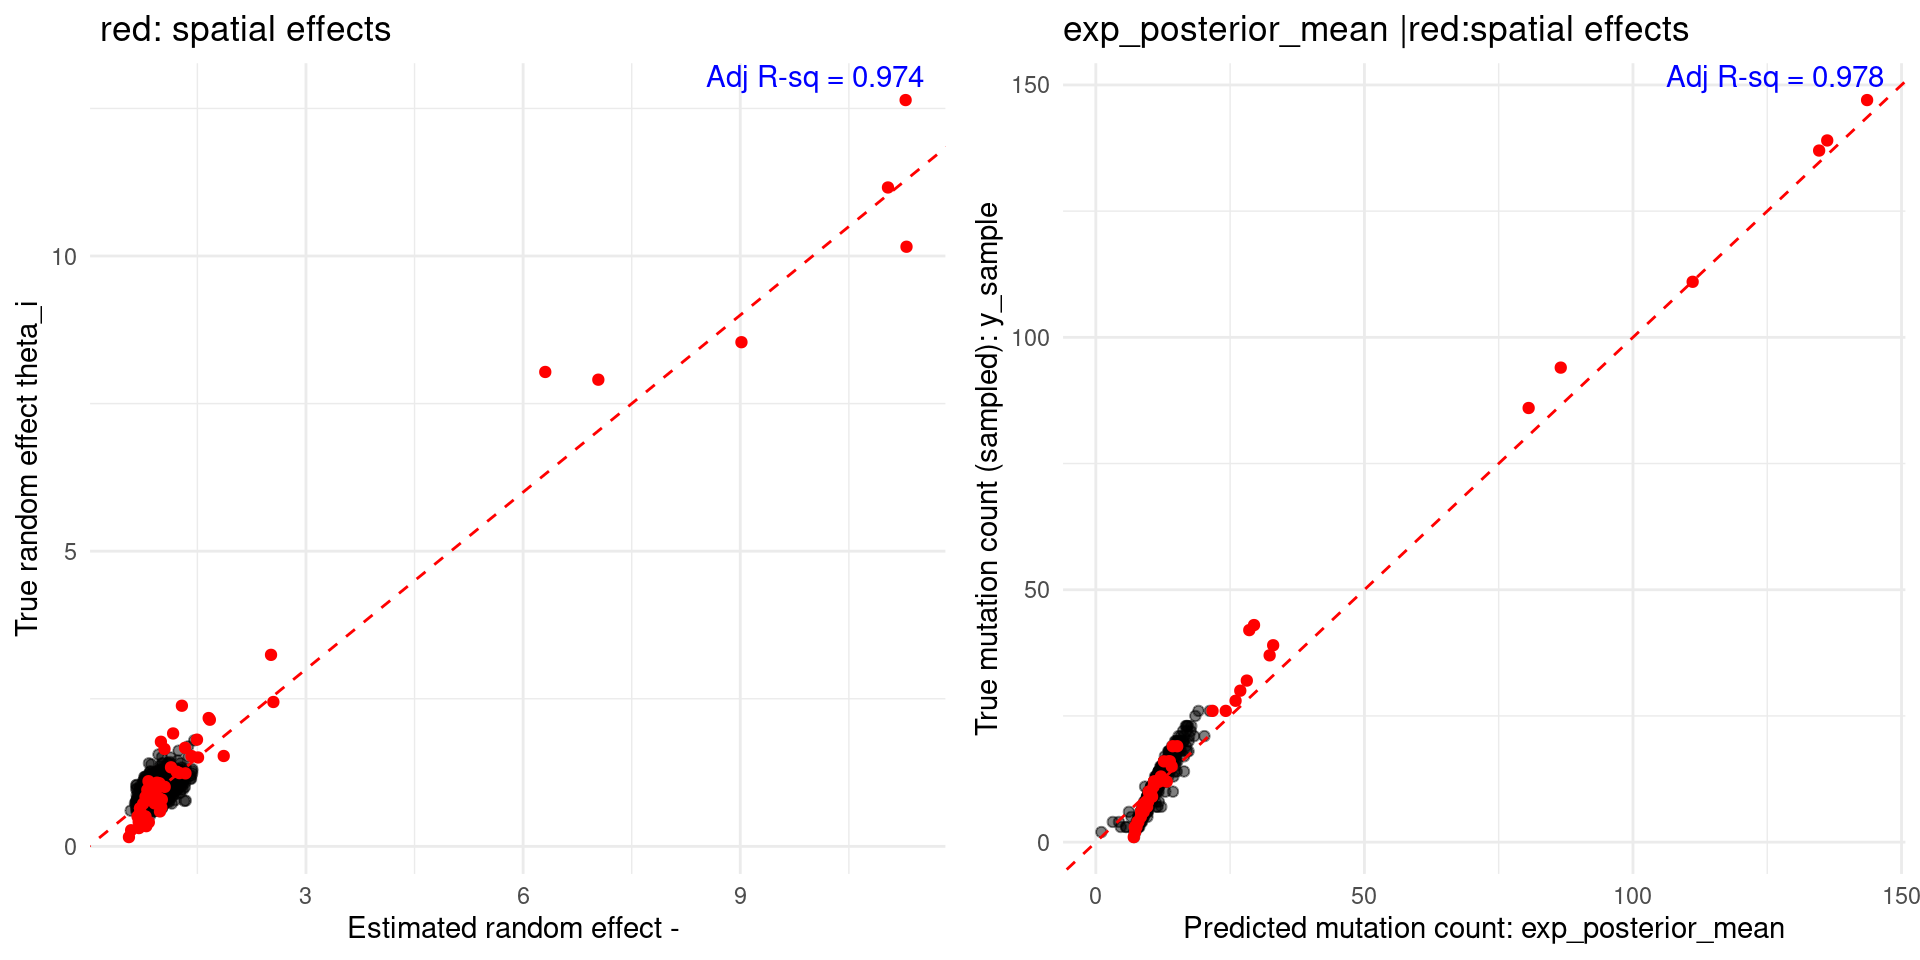 red: spatial effects
Adj R-sq = 0.974
True random effect theta_i
10
5
0
3
6
9
Estimated random effect -
exp_posterior_mean |red:spatial effects
Adj R-sq = 0.978
True mutation count (sampled): y_sample
150
100
50
0
0
50
100
150
Predicted mutation count: exp_posterior_mean